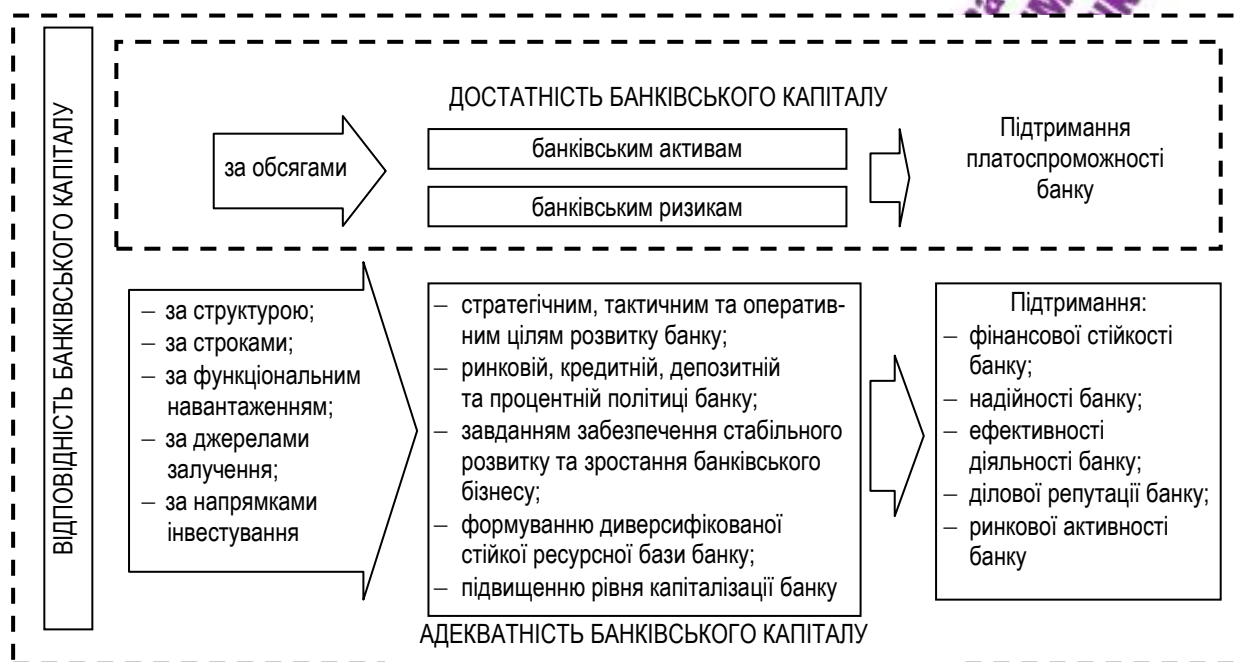 ВІДПОВІДНІСТЬ БАНКІВСЬКОГО КАПІТАЛУ
ДОСТАТНІСТЬ БАНКІВСЬКОГО КАПІТАЛУ
за обсягами
банківським активам
банківським ризикам
Підтримання
платоспроможності
банку
– за структурою;
– за строками;
– за функціональним
навантаженням;
– за джерелами
залучення;
– за напрямками
інвестування
– стратегічним, тактичним та оператив-
ним цілям розвитку банку;
– ринковій, кредитній, депозитній
та процентній політиці банку;
– завданням забезпечення стабільного
розвитку та зростання банківського
бізнесу;
– формуванню диверсифікованої
стійкої ресурсної бази банку;
– підвищенню рівня капіталізації банку
Підтримання:
– фінансової стійкості
банку;
– надійності банку;
– ефективності
діяльності банку;
– ділової репутації банку;
– ринкової активності
банку
АДЕКВАТНІСТЬ БАНКІВСЬКОГО КАПІТАЛУ